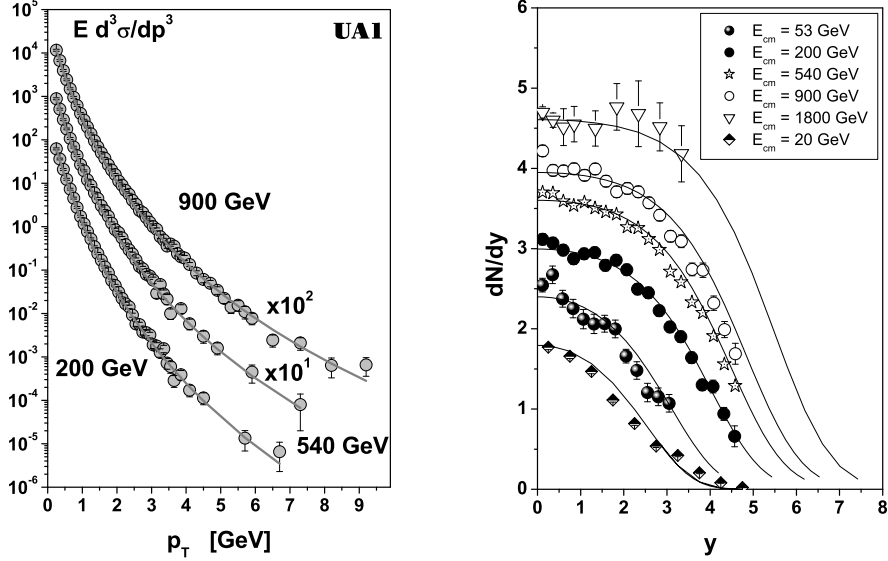 E d³σ/dp³
UA1
10⁵
10⁴
10³
10²
10¹
10⁰
10⁻¹
10⁻²
10⁻³
10⁻⁴
10⁻⁵
10⁻⁶
900 GeV
x10²
200 GeV
x10¹
540 GeV
0 1 2 3 4 5 6 7 8 9
p_T [GeV]
E_cm = 53 GeV
E_cm = 200 GeV
E_cm = 540 GeV
E_cm = 900 GeV
E_cm = 1800 GeV
E_cm = 20 GeV
dN/dy
6
5
4
3
2
1
0
0 1 2 3 4 5 6 7 8
y